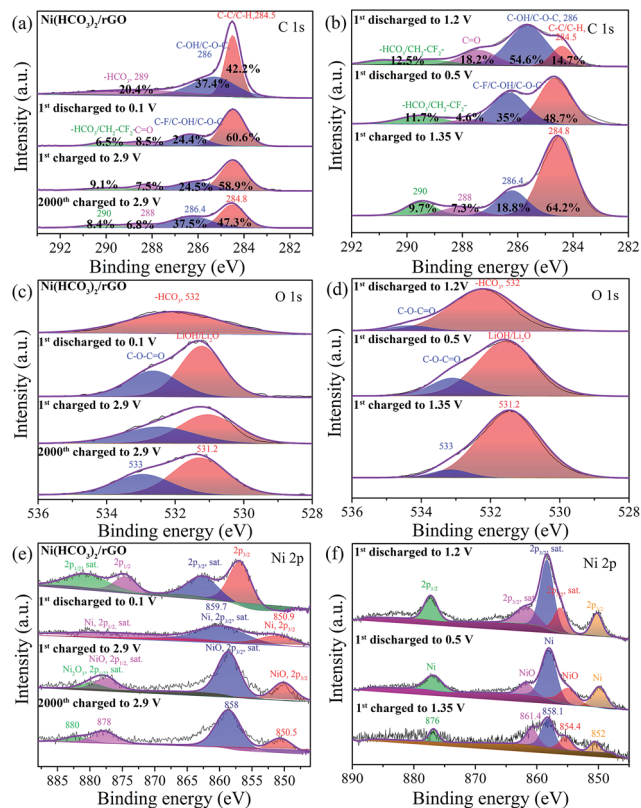 (a)
Ni(HCO₃)₂/rGO
C-C/C-H, 284.5
C 1s
C-OH/C-O-C,
286
-HCO₃, 289
20.4%
37.4%
42.2%
1st discharged to 0.1 V
-HCO₃/CH₂-CF₂-
C=O
C-F/C-OH/C-O-C
6.5%
8.5%
24.4%
60.6%
1st charged to 2.9 V
9.1%
7.5%
24.5%
58.9%
2000th charged to 2.9 V
290
288
286.4
284.8
8.4%
6.8%
37.5%
47.3%
292 290 288 286 284 282
Binding energy (eV)
Intensity (a.u.)
(b)
1st discharged to 1.2 V
C-OH/C-O-C, 286
C 1s
C-C/C-H,
284.5
-HCO₃/CH₂-CF₂-
C=O
12.5%
18.2%
54.6%
14.7%
1st discharged to 0.5 V
C-F/C-OH/C-O-C
-HCO₃/CH₂-CF₂-
11.7%
4.6%
35%
48.7%
1st charged to 1.35 V
284.8
290
288
286.4
9.7%
7.3%
18.8%
64.2%
292 290 288 286 284 282
Binding energy (eV)
Intensity (a.u.)
(c)
Ni(HCO₃)₂/rGO
O 1s
-HCO₃, 532
1st discharged to 0.1 V
LiOH/Li₂O
C-O-C=O
1st charged to 2.9 V
2000th charged to 2.9 V
531.2
533
536 534 532 530 528
Binding energy (eV)
Intensity (a.u.)
(d)
1st discharged to 1.2 V
-HCO₃, 532
O 1s
C-O-C=O
1st discharged to 0.5 V
LiOH/Li₂O
C-O-C=O
1st charged to 1.35 V
531.2
533
536 534 532 530 528
Binding energy (eV)
Intensity (a.u.)
(e)
Ni(HCO₃)₂/rGO
Ni 2p
2p₁/₂, sat.
2p₁/₂
2p₃/₂, sat.
2p₃/₂
1st discharged to 0.1 V
859.7
850.9
Ni, 2p₁/₂, sat.
Ni, 2p₃/₂, sat.
Ni, 2p₃/₂
1st charged to 2.9 V
NiO, 2p₃/₂, sat.
NiO, 2p₁/₂, sat.
NiO, 2p₃/₂
2000th charged to 2.9 V
858
880
878
850.5
885 880 875 870 865 860 855 850
Binding energy (eV)
Intensity (a.u.)
(f)
1st discharged to 1.2 V
2p₃/₂, sat.
Ni 2p
2p₁/₂
2p₃/₂, sat.
2p₃/₂
1st discharged to 0.5 V
Ni
Ni
NiO
NiO
Ni
1st charged to 1.35 V
876
861.4
858.1
854.4
852
890 880 870 860 850 840
Binding energy (eV)
Intensity (a.u.)